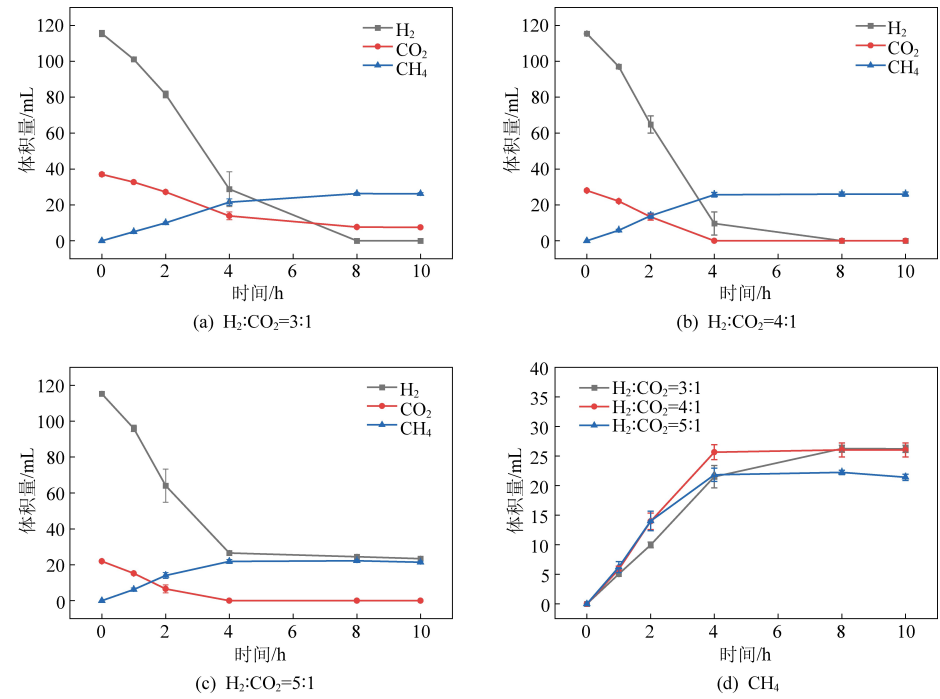 120
100
80
60
40
20
0
体积量/mL
H₂
CO₂
CH₄
0 2 4 6 8 10
时间/h
(a) H₂∶CO₂=3∶1
120
100
80
60
40
20
0
体积量/mL
H₂
CO₂
CH₄
0 2 4 6 8 10
时间/h
(b) H₂∶CO₂=4∶1
120
100
80
60
40
20
0
体积量/mL
H₂
CO₂
CH₄
0 2 4 6 8 10
时间/h
(c) H₂∶CO₂=5∶1
40
35
30
25
20
15
10
5
0
体积量/mL
H₂∶CO₂=3∶1
H₂∶CO₂=4∶1
H₂∶CO₂=5∶1
0 2 4 6 8 10
时间/h
(d) CH₄